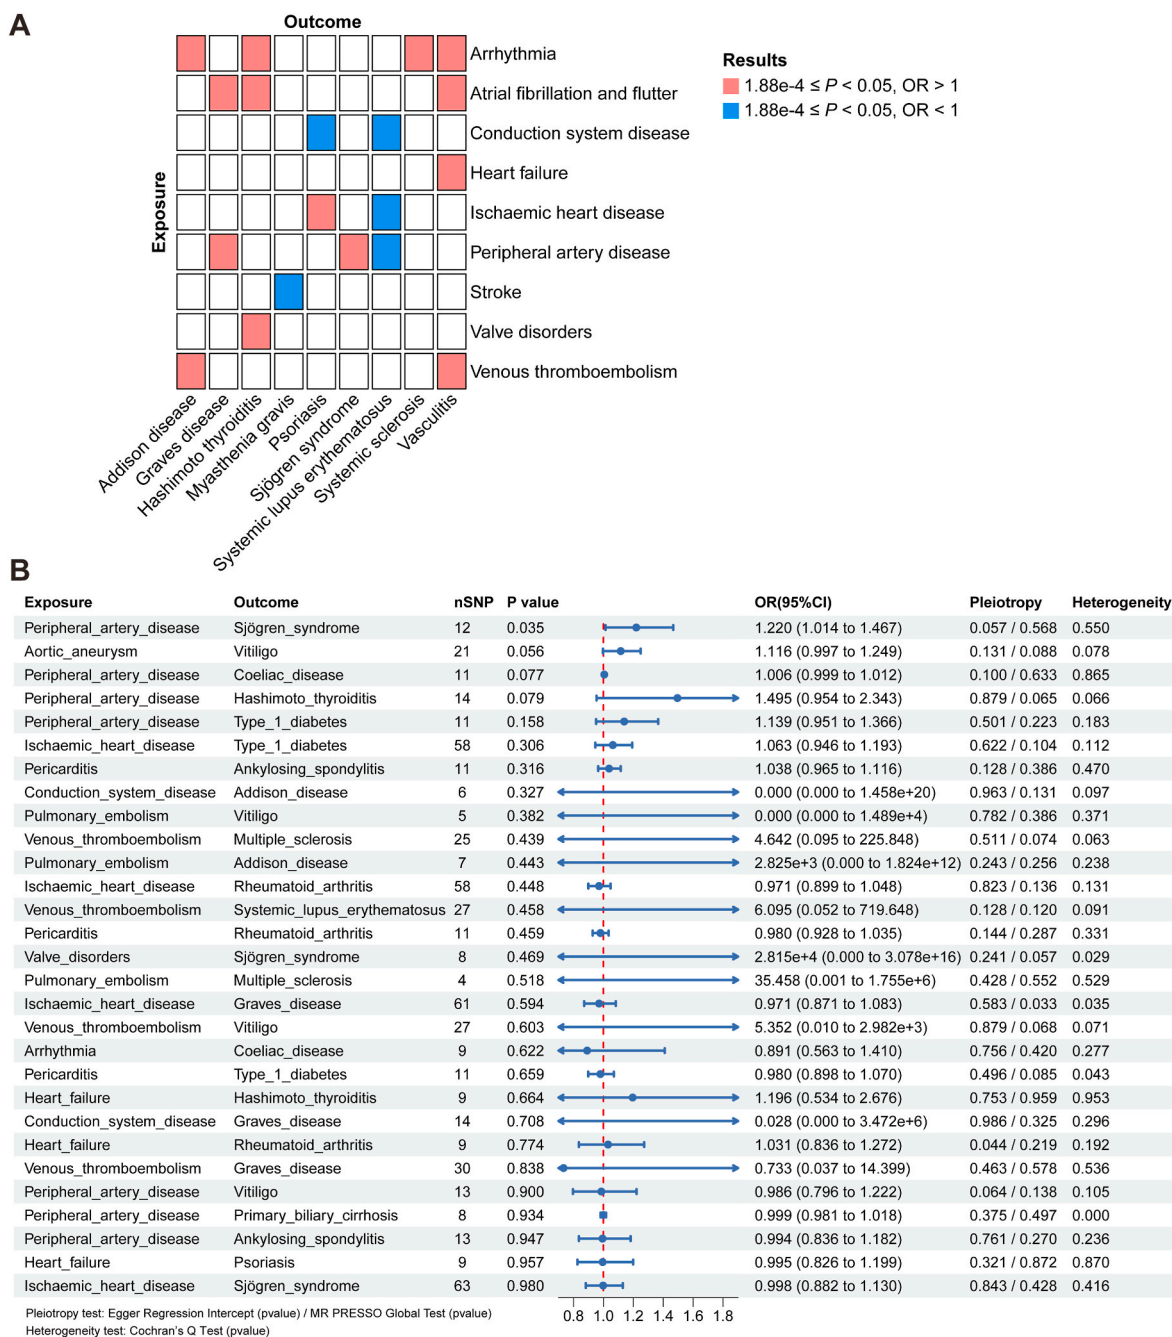 A
Outcome
Exposure
Arrhythmia
Atrial fibrillation and flutter
Conduction system disease
Heart failure
Ischaemic heart disease
Peripheral artery disease
Stroke
Valve disorders
Venous thromboembolism
Results
1.88e-4 ≤ P < 0.05, OR > 1
1.88e-4 ≤ P < 0.05, OR < 1
Addison disease
Graves disease
Hashimoto thyroiditis
Myasthenia gravis
Psoriasis
Sjögren syndrome
Systemic lupus erythematosus
Systemic sclerosis
Vasculitis
B
Exposure Outcome nSNP P value OR(95%CI) Pleiotropy Heterogeneity
Peripheral_artery_disease Sjögren_syndrome 12 0.035 1.220 (1.014 to 1.467) 0.057 / 0.568 0.550
Aortic_aneurysm Vitiligo 21 0.056 1.116 (0.997 to 1.249) 0.131 / 0.088 0.078
Peripheral_artery_disease Coeliac_disease 11 0.077 1.006 (0.999 to 1.012) 0.100 / 0.633 0.865
Peripheral_artery_disease Hashimoto_thyroiditis 14 0.079 1.495 (0.954 to 2.343) 0.879 / 0.065 0.066
Peripheral_artery_disease Type_1_diabetes 11 0.158 1.139 (0.951 to 1.366) 0.501 / 0.223 0.183
Ischaemic_heart_disease Type_1_diabetes 58 0.306 1.063 (0.946 to 1.193) 0.622 / 0.104 0.112
Pericarditis Ankylosing_spondylitis 11 0.316 1.038 (0.965 to 1.116) 0.128 / 0.386 0.470
Conduction_system_disease Addison_disease 6 0.327 0.000 (0.000 to 1.458e+20) 0.963 / 0.131 0.097
Pulmonary_embolism Vitiligo 5 0.382 0.000 (0.000 to 1.489e+4) 0.782 / 0.386 0.371
Venous_thromboembolism Multiple_sclerosis 25 0.439 4.642 (0.095 to 225.848) 0.511 / 0.074 0.063
Pulmonary_embolism Addison_disease 7 0.443 2.825e+3 (0.000 to 1.824e+12) 0.243 / 0.256 0.238
Ischaemic_heart_disease Rheumatoid_arthritis 58 0.448 0.971 (0.899 to 1.048) 0.823 / 0.136 0.131
Venous_thromboembolism Systemic_lupus_erythematosus 27 0.458 6.095 (0.052 to 719.648) 0.128 / 0.120 0.091
Pericarditis Rheumatoid_arthritis 11 0.459 0.980 (0.928 to 1.035) 0.144 / 0.287 0.331
Valve_disorders Sjögren_syndrome 8 0.469 2.815e+4 (0.000 to 3.078e+16) 0.241 / 0.057 0.029
Pulmonary_embolism Multiple_sclerosis 4 0.518 35.458 (0.001 to 1.755e+6) 0.428 / 0.552 0.529
Ischaemic_heart_disease Graves_disease 61 0.594 0.971 (0.871 to 1.083) 0.583 / 0.033 0.035
Venous_thromboembolism Vitiligo 27 0.603 5.352 (0.010 to 2.982e+3) 0.879 / 0.068 0.071
Arrhythmia Coeliac_disease 9 0.622 0.891 (0.563 to 1.410) 0.756 / 0.420 0.277
Pericarditis Type_1_diabetes 11 0.659 0.980 (0.898 to 1.070) 0.496 / 0.085 0.043
Heart_failure Hashimoto_thyroiditis 9 0.664 1.196 (0.534 to 2.676) 0.753 / 0.959 0.953
Conduction_system_disease Graves_disease 14 0.708 0.028 (0.000 to 3.472e+6) 0.986 / 0.325 0.296
Heart_failure Rheumatoid_arthritis 9 0.774 1.031 (0.836 to 1.272) 0.044 / 0.219 0.192
Venous_thromboembolism Graves_disease 30 0.838 0.733 (0.037 to 14.399) 0.463 / 0.578 0.536
Peripheral_artery_disease Vitiligo 13 0.900 0.986 (0.796 to 1.222) 0.064 / 0.138 0.105
Peripheral_artery_disease Primary_biliary_cirrhosis 8 0.934 0.999 (0.981 to 1.018) 0.375 / 0.497 0.000
Peripheral_artery_disease Ankylosing_spondylitis 13 0.947 0.994 (0.836 to 1.182) 0.761 / 0.270 0.236
Heart_failure Psoriasis 9 0.957 0.995 (0.826 to 1.199) 0.321 / 0.872 0.870
Ischaemic_heart_disease Sjögren_syndrome 63 0.980 0.998 (0.882 to 1.130) 0.843 / 0.428 0.416
0.8 1.0 1.2 1.4 1.6 1.8
Pleiotropy test: Egger Regression Intercept (pvalue) / MR PRESSO Global Test (pvalue)
Heterogeneity test: Cochran's Q Test (pvalue)